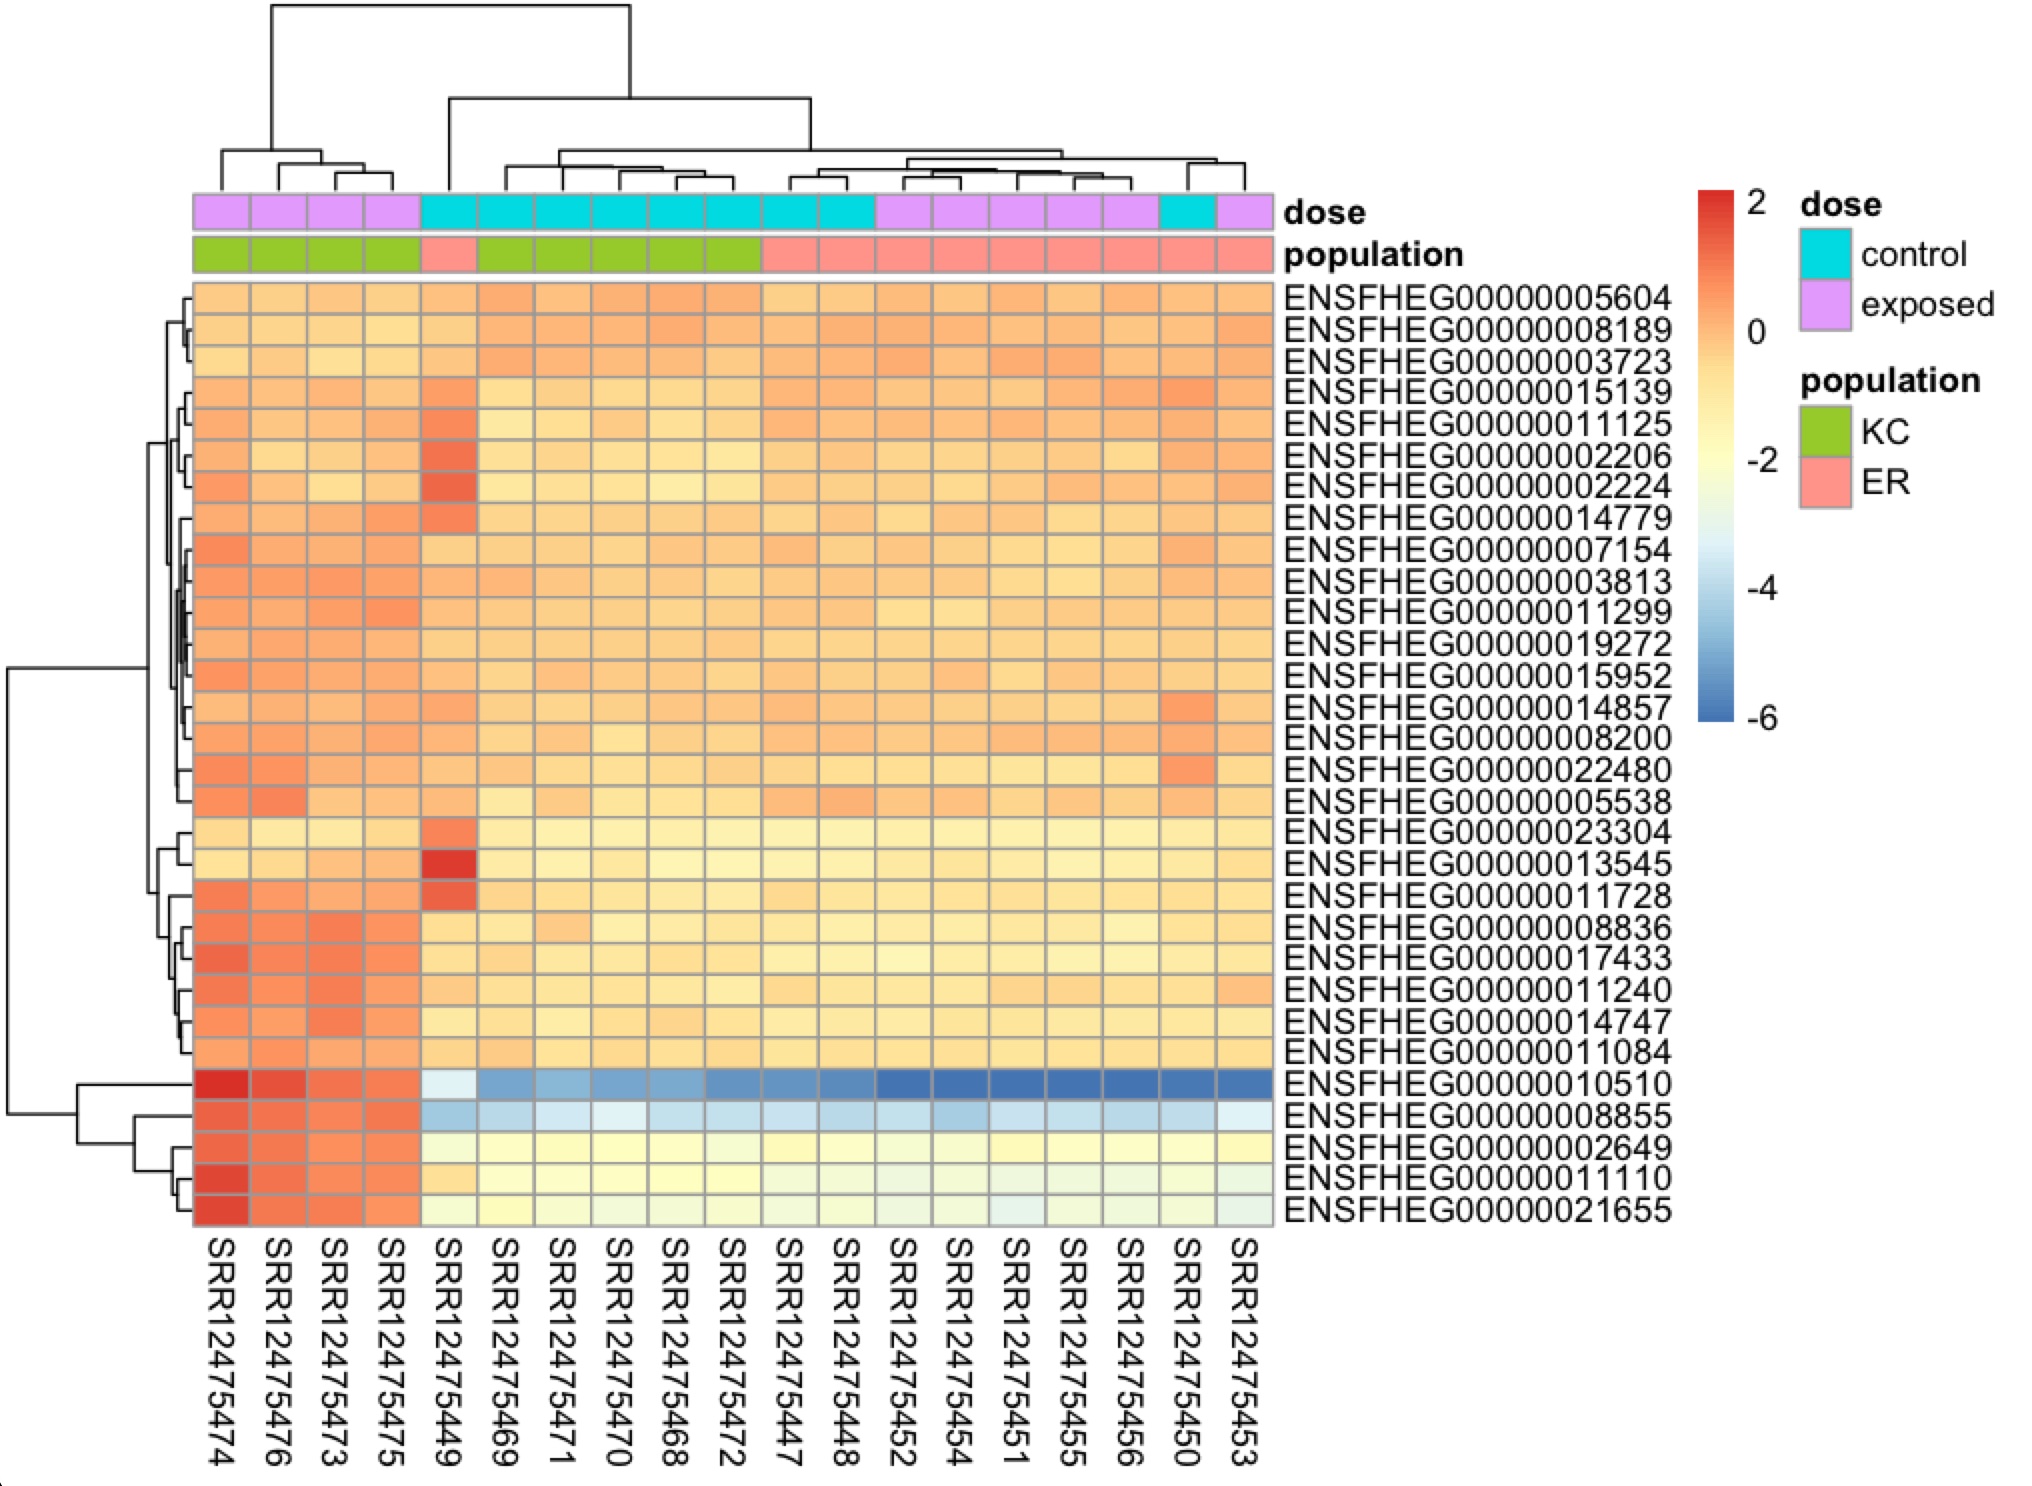 dose
population
ENSFHEG00000005604
ENSFHEG00000008189
ENSFHEG00000003723
ENSFHEG00000015139
ENSFHEG00000011125
ENSFHEG00000002206
ENSFHEG00000002224
ENSFHEG00000014779
ENSFHEG00000007154
ENSFHEG00000003813
ENSFHEG00000011299
ENSFHEG00000019272
ENSFHEG00000015952
ENSFHEG00000014857
ENSFHEG00000008200
ENSFHEG00000022480
ENSFHEG00000005538
ENSFHEG00000023304
ENSFHEG00000013545
ENSFHEG00000011728
ENSFHEG00000008836
ENSFHEG00000017433
ENSFHEG00000011240
ENSFHEG00000014747
ENSFHEG00000011084
ENSFHEG00000010510
ENSFHEG00000008855
ENSFHEG00000002649
ENSFHEG00000011110
ENSFHEG00000021655
SRR12475474
SRR12475476
SRR12475473
SRR12475475
SRR12475449
SRR12475469
SRR12475471
SRR12475470
SRR12475468
SRR12475472
SRR12475447
SRR12475448
SRR12475452
SRR12475454
SRR12475451
SRR12475455
SRR12475456
SRR12475450
SRR12475453
2
0
-2
-4
-6
dose
control
exposed
population
KC
ER